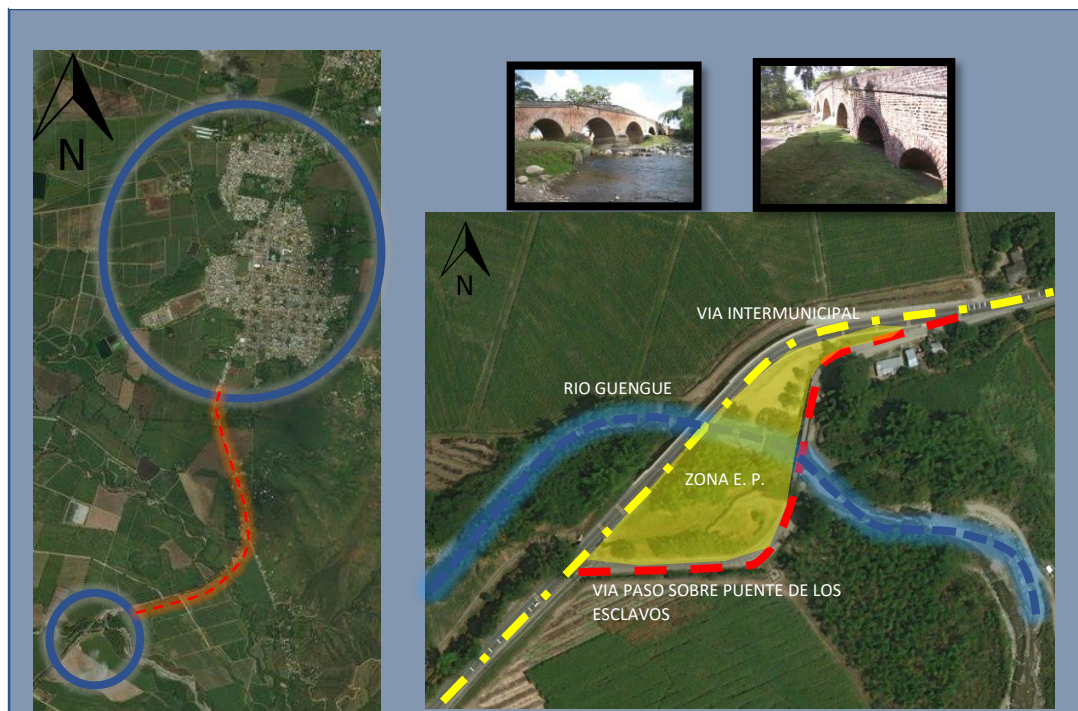 N
N
VIA INTERMUNICIPAL
RIO GUENGUE
ZONA E. P.
VIA PASO SOBRE PUENTE DE LOS
ESCLAVOS